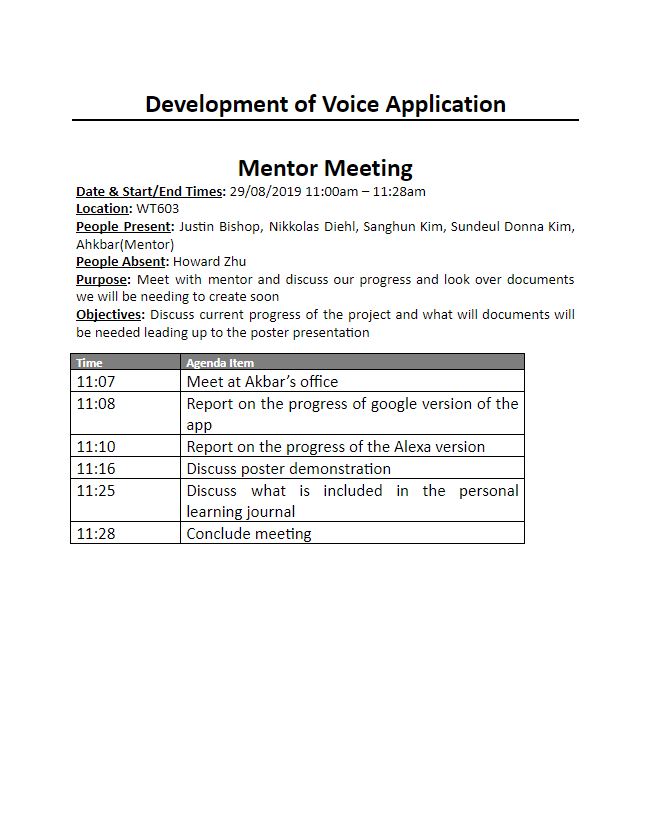 Development of Voice Application
Mentor Meeting
Date & Start/End Times: 29/08/2019 11:00am – 11:28am
Location: WT603
People Present: Justin Bishop, Nikkolas Diehl, Sanghun Kim, Sundeul Donna Kim,
Ahkbar(Mentor)
People Absent: Howard Zhu
Purpose: Meet with mentor and discuss our progress and look over documents
we will be needing to create soon
Objectives: Discuss current progress of the project and what will documents will
be needed leading up to the poster presentation
Time Agenda Item
11:07 Meet at Akbar’s office
11:08 Report on the progress of google version of the
app
11:10 Report on the progress of the Alexa version
11:16 Discuss poster demonstration
11:25 Discuss what is included in the personal
learning journal
11:28 Conclude meeting